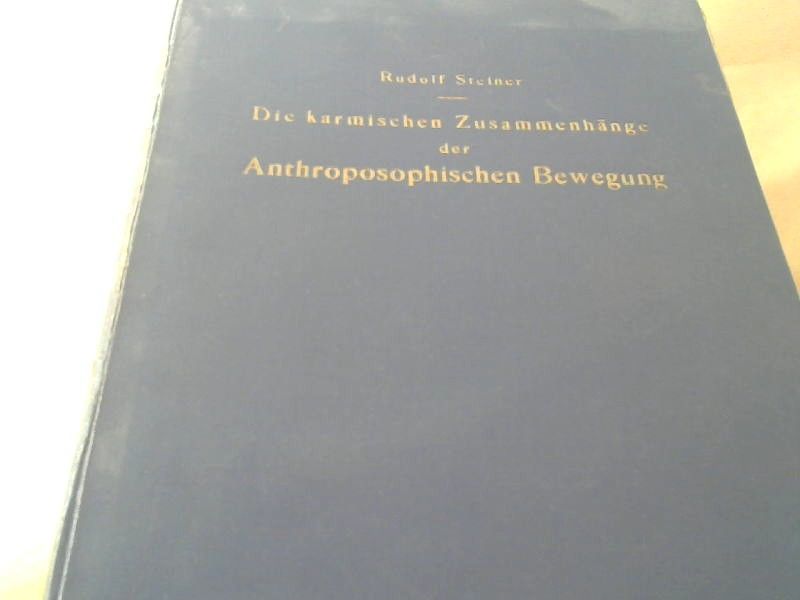 Rudolf Steiner
Die karmischen Zusammenhänge
der
Anthroposophischen Bewegung